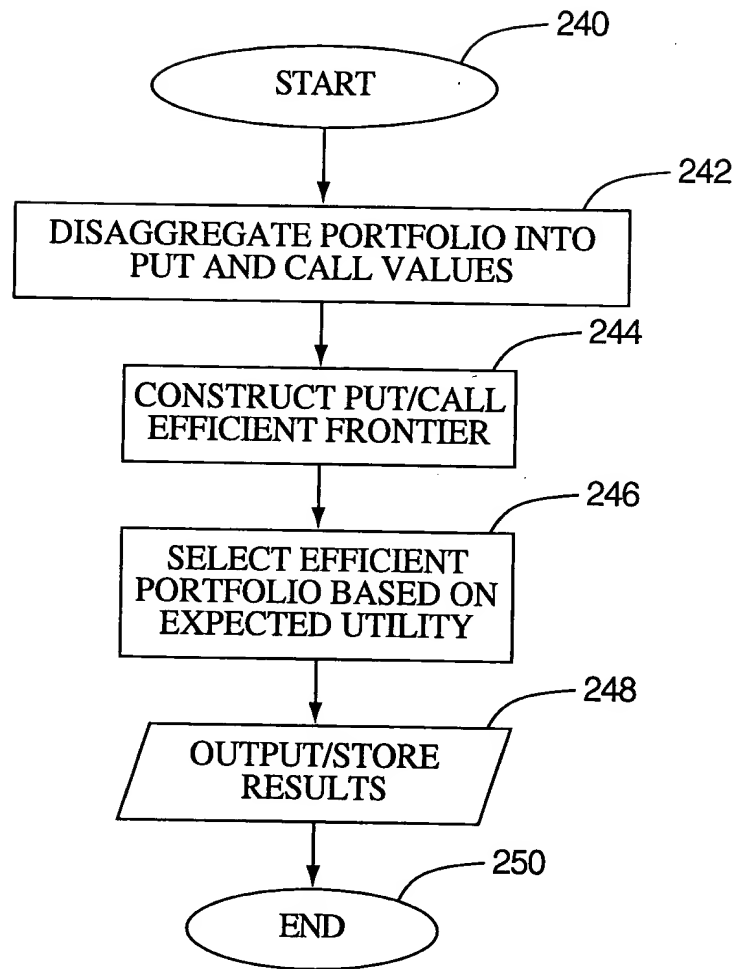 240
START
242
DISAGGREGATE PORTFOLIO INTO
PUT AND CALL VALUES
244
CONSTRUCT PUT/CALL
EFFICIENT FRONTIER
246
SELECT EFFICIENT
PORTFOLIO BASED ON
EXPECTED UTILITY
248
OUTPUT/STORE
RESULTS
250
END